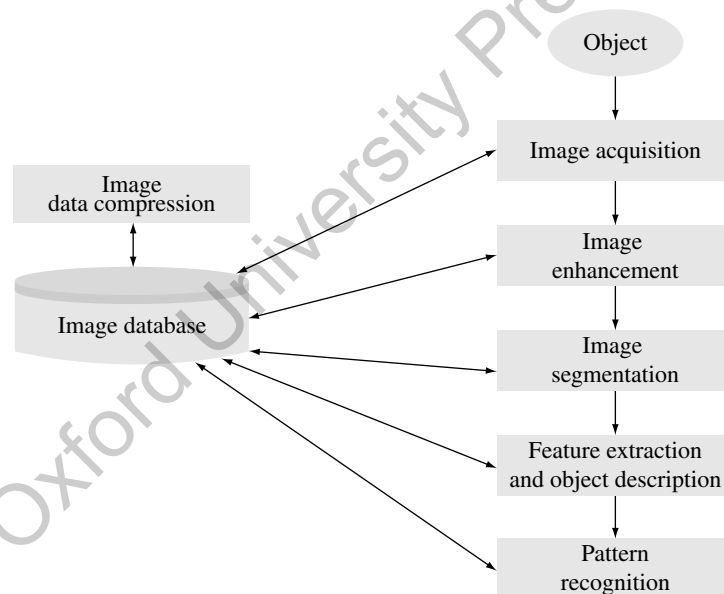 Object
Image acquisition
Image
data compression
Image
enhancement
Image database
Image
segmentation
Feature extraction
and object description
Pattern
recognition
Oxford University Pre